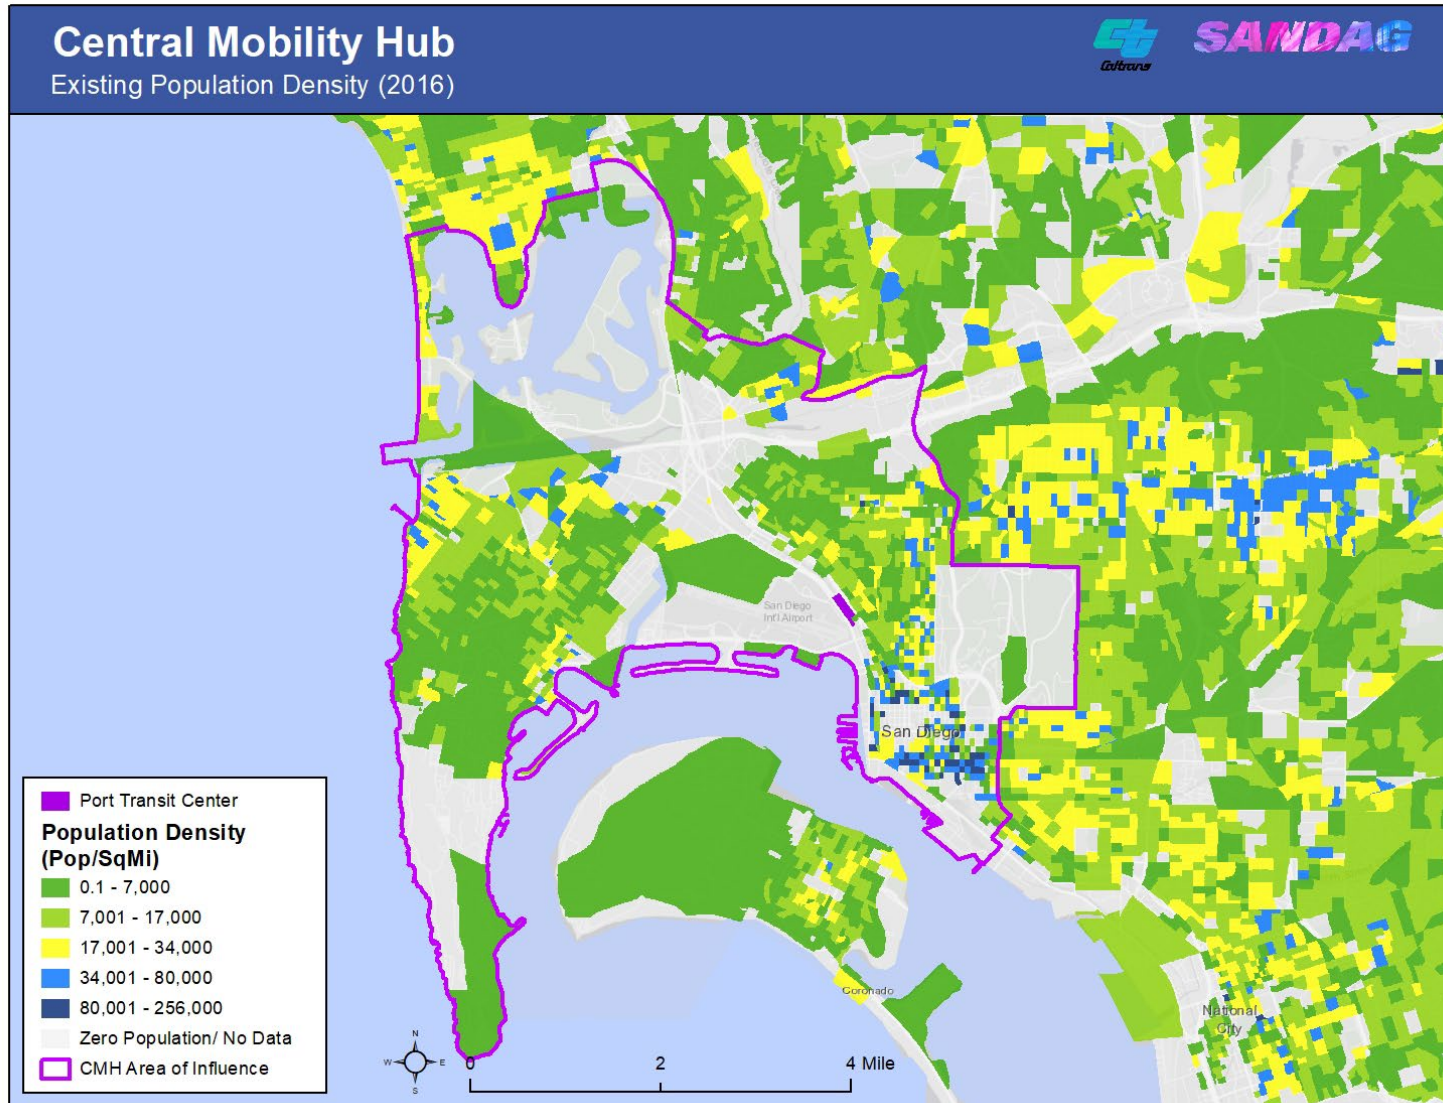 Central Mobility Hub
Existing Population Density (2016)
Caltrans
SANDAG
San Diego
Int'l Airport
San Diego
Coronado
National
City
Port Transit Center
Population Density
(Pop/SqMi)
0.1 - 7,000
7,001 - 17,000
17,001 - 34,000
34,001 - 80,000
80,001 - 256,000
Zero Population/ No Data
CMH Area of Influence
N
W E
S
0 2 4 Mile